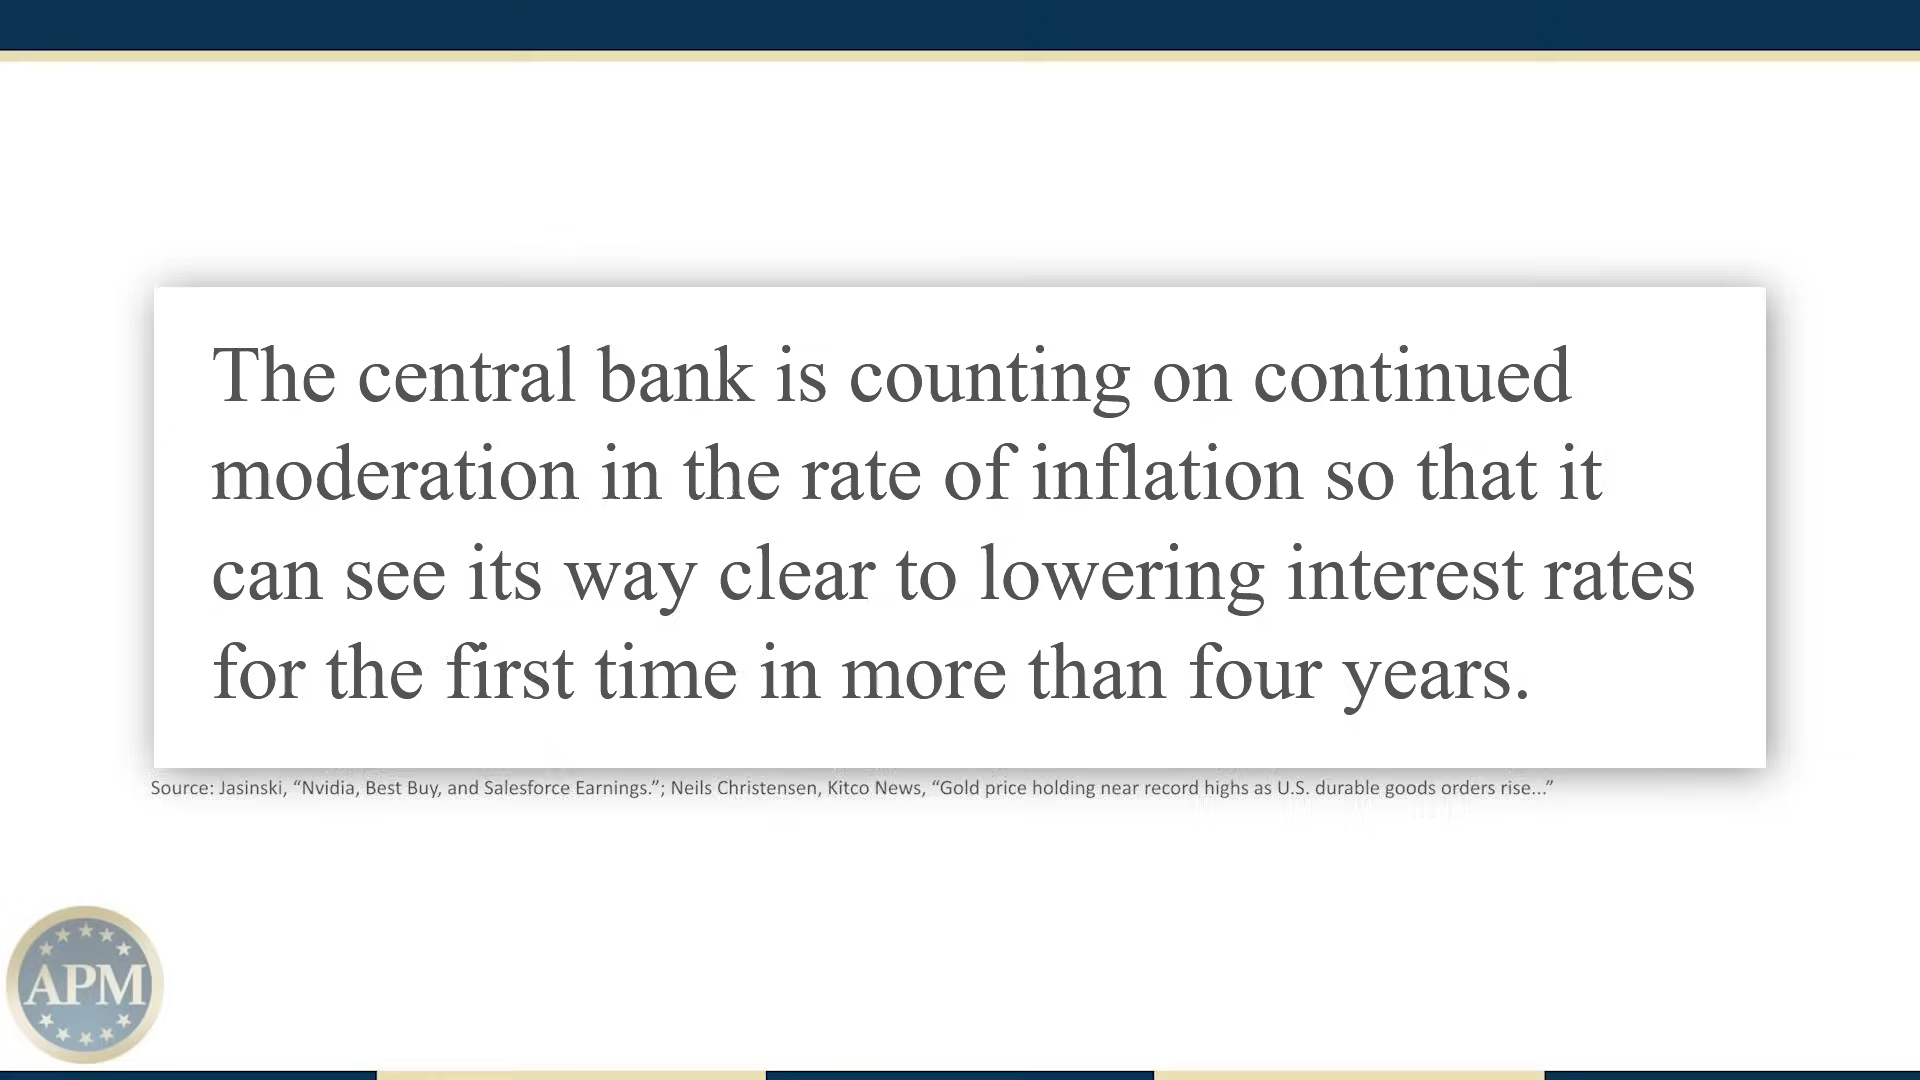 The central bank is counting on continued
moderation in the rate of inflation so that it
can see its way clear to lowering interest rates
for the first time in more than four years.
Source: Jasinski, “Nvidia, Best Buy, and Salesforce Earnings.”; Neils Christensen, Kitco News, “Gold price holding near record highs as U.S. durable goods orders rise...”
APM